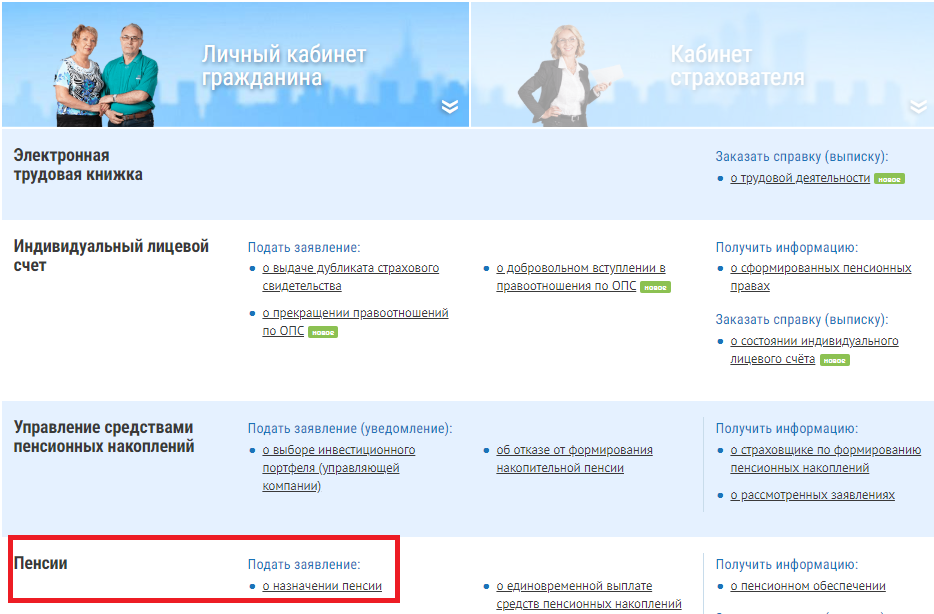 Личный кабинет
гражданина
Кабинет
страхователя
Электронная
трудовая книжка
Заказать справку (выписку):
о трудовой деятельности новое
Индивидуальный лицевой
счет
Подать заявление:
о выдаче дубликата страхового
свидетельства
о прекращении правоотношений
по ОПС новое
о добровольном вступлении в
правоотношения по ОПС новое
Получить информацию:
о сформированных пенсионных
правах
Заказать справку (выписку):
о состоянии индивидуального
лицевого счёта новое
Управление средствами
пенсионных накоплений
Подать заявление (уведомление):
о выборе инвестиционного
портфеля (управляющей
компании)
об отказе от формирования
накопительной пенсии
Получить информацию:
о страховщике по формированию
пенсионных накоплений
о рассмотренных заявлениях
Пенсии
Подать заявление:
о назначении пенсии
о единовременной выплате
средств пенсионных накоплений
Получить информацию:
о пенсионном обеспечении